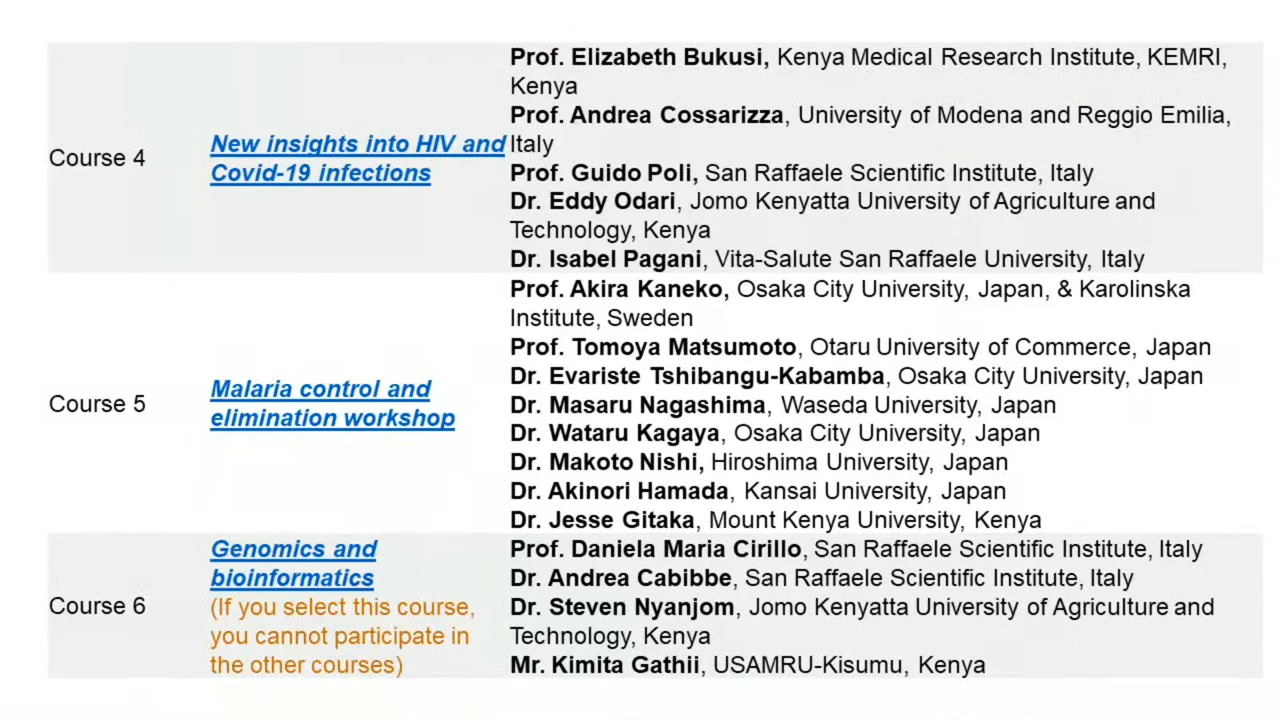 Course 4
New insights into HIV and
Covid-19 infections
Prof. Elizabeth Bukusi, Kenya Medical Research Institute, KEMRI,
Kenya
Prof. Andrea Cossarizza, University of Modena and Reggio Emilia,
Italy
Prof. Guido Poli, San Raffaele Scientific Institute, Italy
Dr. Eddy Odari, Jomo Kenyatta University of Agriculture and
Technology, Kenya
Dr. Isabel Pagani, Vita-Salute San Raffaele University, Italy
Course 5
Malaria control and
elimination workshop
Prof. Akira Kaneko, Osaka City University, Japan, & Karolinska
Institute, Sweden
Prof. Tomoya Matsumoto, Otaru University of Commerce, Japan
Dr. Evariste Tshibangu-Kabamba, Osaka City University, Japan
Dr. Masaru Nagashima, Waseda University, Japan
Dr. Wataru Kagaya, Osaka City University, Japan
Dr. Makoto Nishi, Hiroshima University, Japan
Dr. Akinori Hamada, Kansai University, Japan
Dr. Jesse Gitaka, Mount Kenya University, Kenya
Course 6
Genomics and
bioinformatics
(If you select this course,
you cannot participate in
the other courses)
Prof. Daniela Maria Cirillo, San Raffaele Scientific Institute, Italy
Dr. Andrea Cabibbe, San Raffaele Scientific Institute, Italy
Dr. Steven Nyanjom, Jomo Kenyatta University of Agriculture and
Technology, Kenya
Mr. Kimita Gathii, USAMRU-Kisumu, Kenya